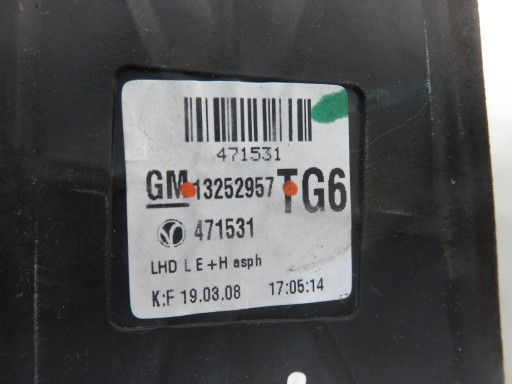 471531
GM 13252957 TG6
471531
LHD L E+H asph
K:F 19.03.08 17:05:14